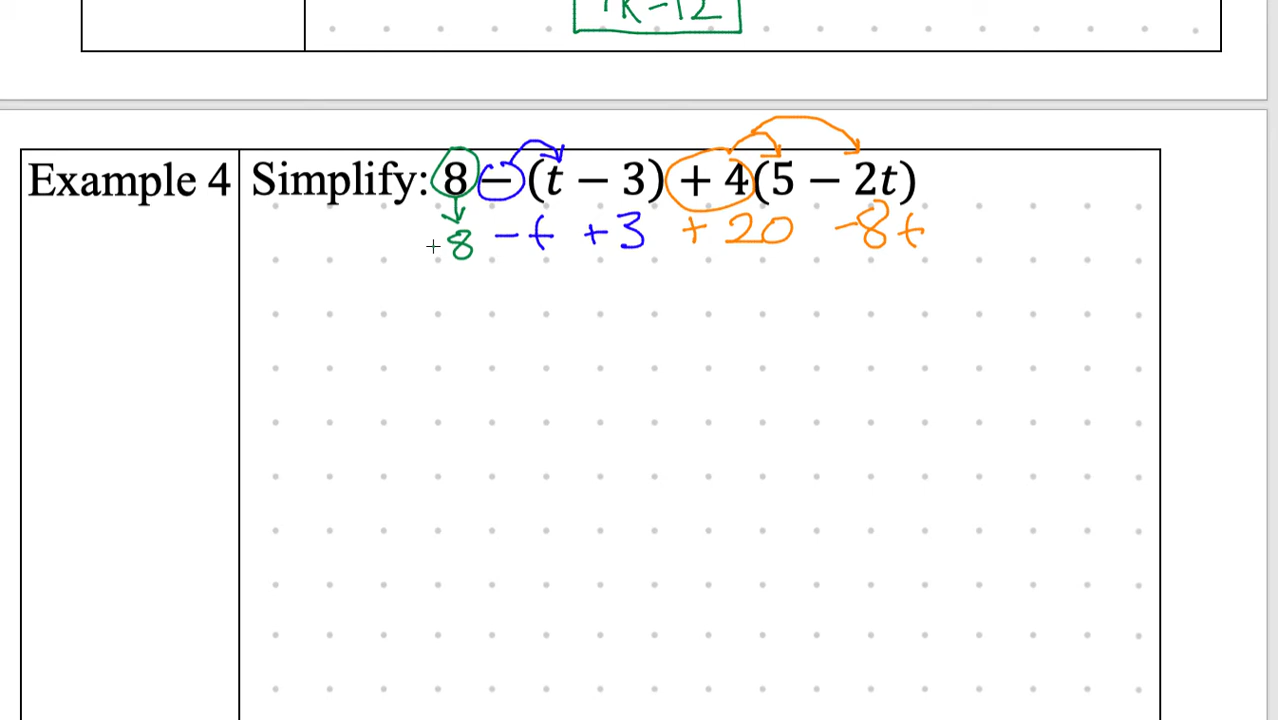 Example 4
Simplify: 8 − (t − 3) + 4(5 − 2t)
8 − t + 3 + 20 − 8t